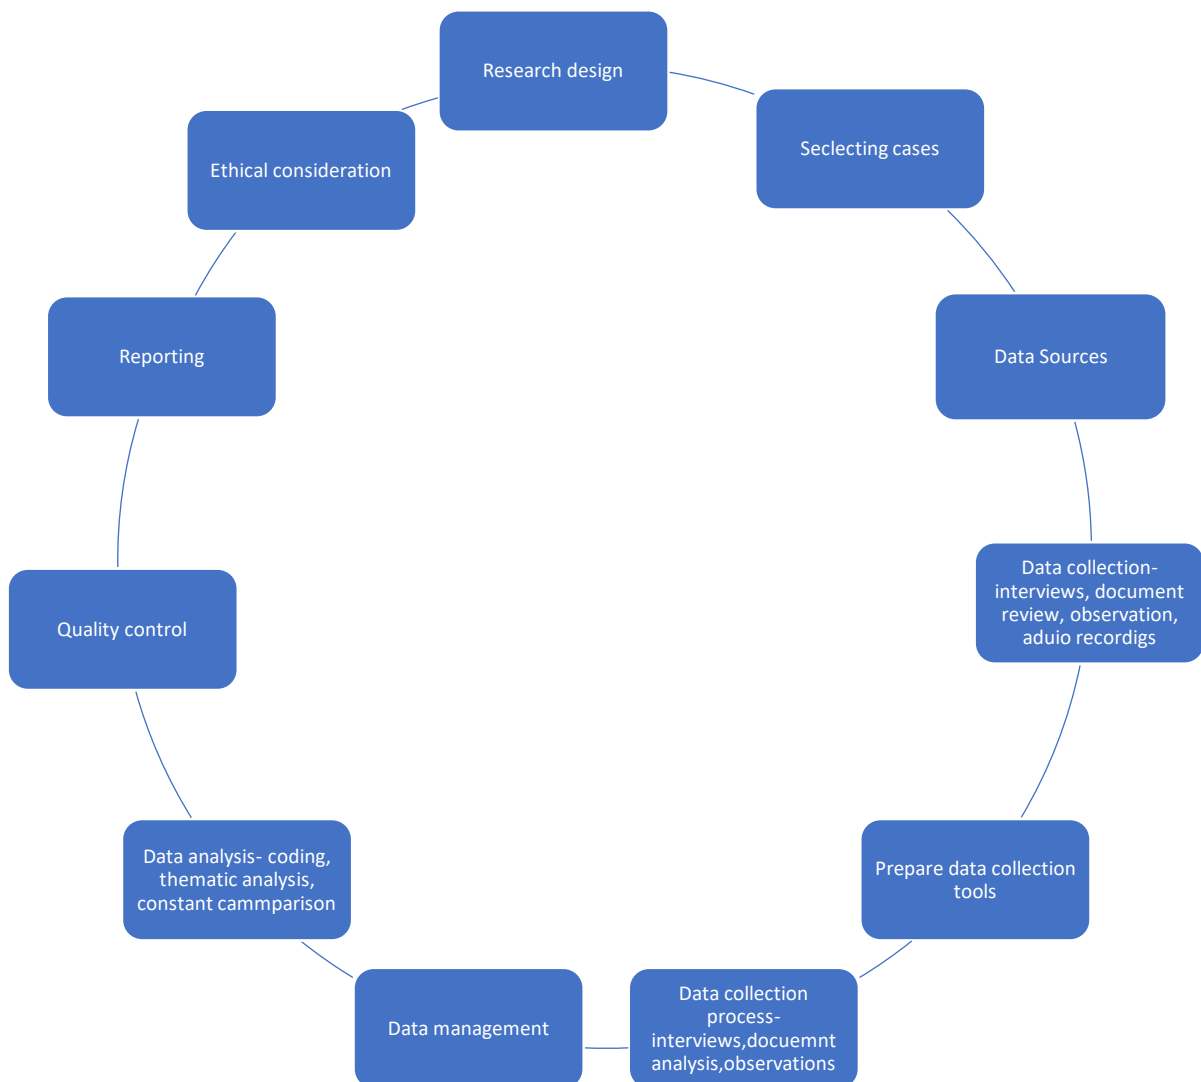 Research design
Seclecting cases
Data Sources
Data collection-
interviews, document
review, observation,
aduio recordigs
Prepare data collection
tools
Data collection
process-
interviews,docuemnt
analysis,observations
Data management
Data analysis- coding,
thematic analysis,
constant cammparison
Quality control
Reporting
Ethical consideration